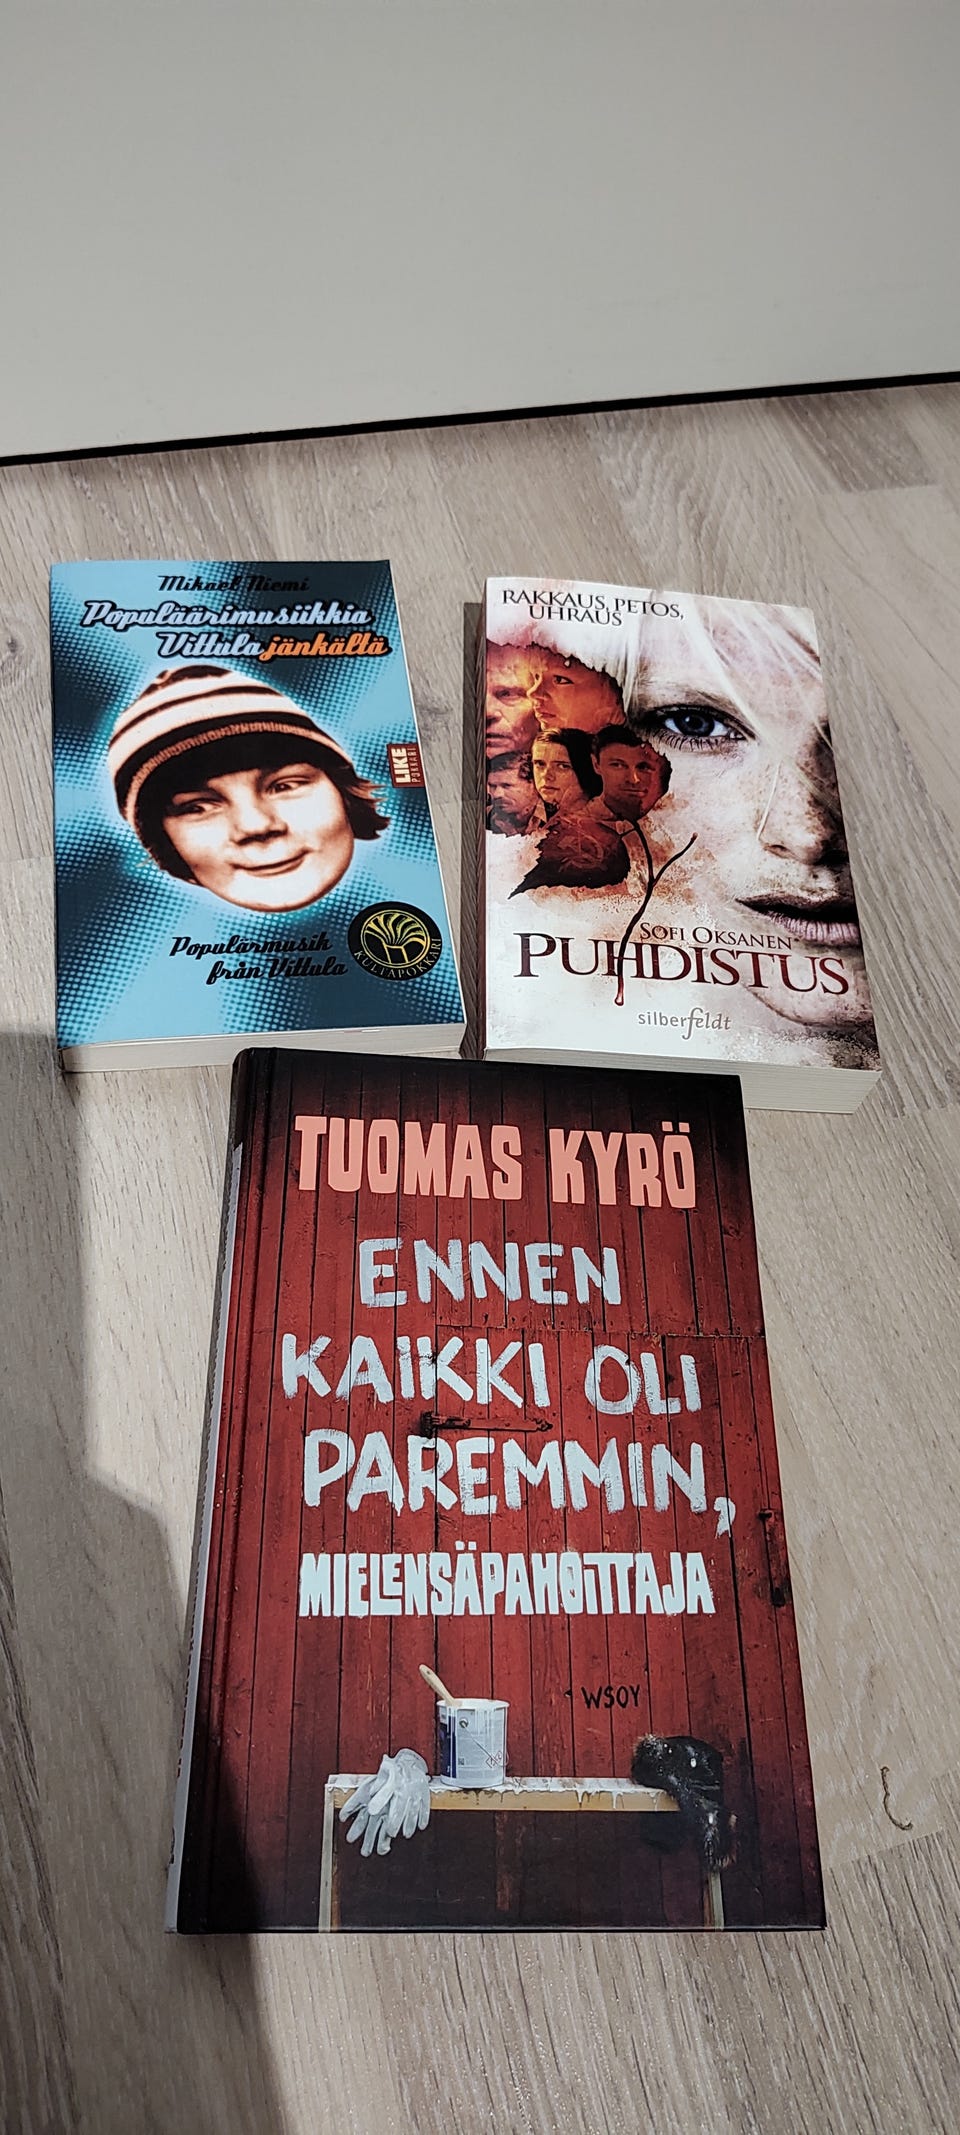 Mikael Niemi
Populäärimusiikkia
Vittulajänkältä
LIKE
POKKARI
Populärmusik
från Vittula
KULTAPOKKARI
RAKKAUS, PETOS,
UHRAUS
SOFI OKSANEN
PUHDISTUS
silberfeldt
TUOMAS KYRÖ
ENNEN
KAIKKI OLI
PAREMMIN,
MIELENSÄPAHOITTAJA
WSOY